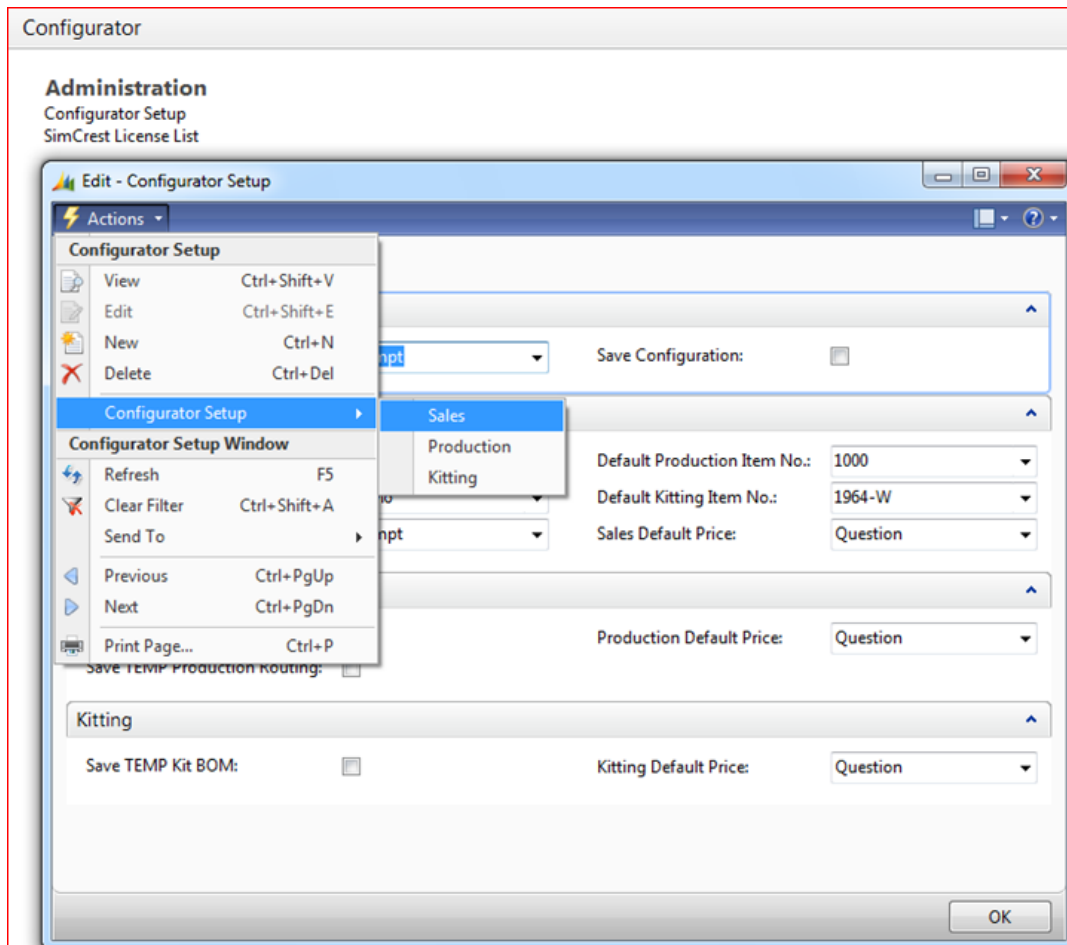 Configurator
Administration
Configurator Setup
SimCrest License List
Edit - Configurator Setup
Actions
Configurator Setup
View Ctrl+Shift+V
Edit Ctrl+Shift+E
New Ctrl+N
Delete Ctrl+Del
Save Configuration:
Configurator Setup
Sales
Production
Kitting
Configurator Setup Window
Refresh F5
Clear Filter Ctrl+Shift+A
Send To
Previous Ctrl+PgUp
Next Ctrl+PgDn
Print Page... Ctrl+P
Default Production Item No.: 1000
Default Kitting Item No.: 1964-W
Sales Default Price: Question
Production Default Price: Question
Save TEMP Production Routing:
Kitting
Save TEMP Kit BOM:
Kitting Default Price: Question
OK